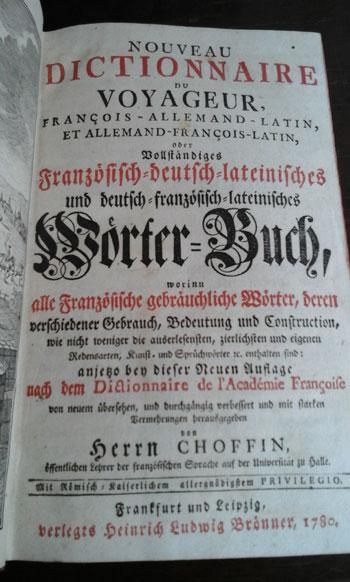 NOUVEAU
DICTIONNAIRE
DU
VOYAGEUR,
FRANÇOIS-ALLEMAND-LATIN,
ET ALLEMAND-FRANÇOIS-LATIN,
oder
Vollständiges
Französisch-deutsch-lateinisches
und deutsch-französisch-lateinisches
Wörter-Buch,
worinn
alle Französische gebräuchliche Wörter, deren
verschiedener Gebrauch, Bedeutung und Construction,
wie nicht weniger die auserlesensten, zierlichsten und eigenen
Redensarten, Kunst- und Sprüchwörter ꝛc. enthalten sind:
anjetzo bey dieser Neuen Auflage
nach dem Dictionnaire de l'Académie Françoise
von neuem übersehen, und durchgängig verbessert und mit starken
Vermehrungen herausgegeben
von
Herrn CHOFFIN,
öffentlichen Lehrer der französischen Sprache auf der Universität zu Halle.
Mit Römisch-Kaiserlichem allergnädigstem PRIVILEGIO.
Frankfurt und Leipzig,
verlegts Heinrich Ludwig Brönner, 1780.